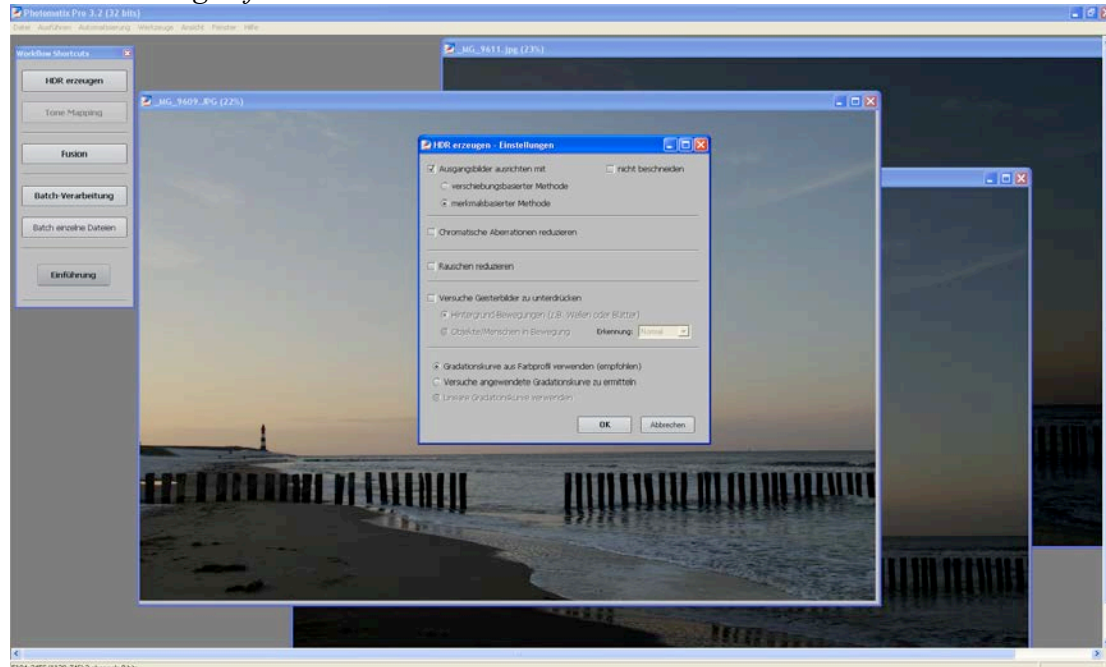 Photomatix Pro 3.2 (32 bits)
Datei Ausführen Automatisierung Werkzeuge Ansicht Fenster Hilfe
Workflow Shortcuts
HDR erzeugen
Tone Mapping
Fusion
Batch-Verarbeitung
Batch einzelne Dateien
Einführung
_MG_9611.jpg (23%)
_MG_9609.JPG (22%)
HDR erzeugen - Einstellungen
Ausgangsbilder ausrichten mit nicht beschneiden
verschiebungsbasierter Methode
merkmalbasierter Methode
Chromatische Aberrationen reduzieren
Rauschen reduzieren
Versuche Geisterbilder zu unterdrücken
Hintergrund-Bewegungen (z.B. Wellen oder Blätter)
Objekte/Menschen in Bewegung Erkennung: Normal
Gradationskurve aus Farbprofil verwenden (empfohlen)
Versuche angewendete Gradationskurve zu ermitteln
Lineare Gradationskurve verwenden
OK Abbrechen